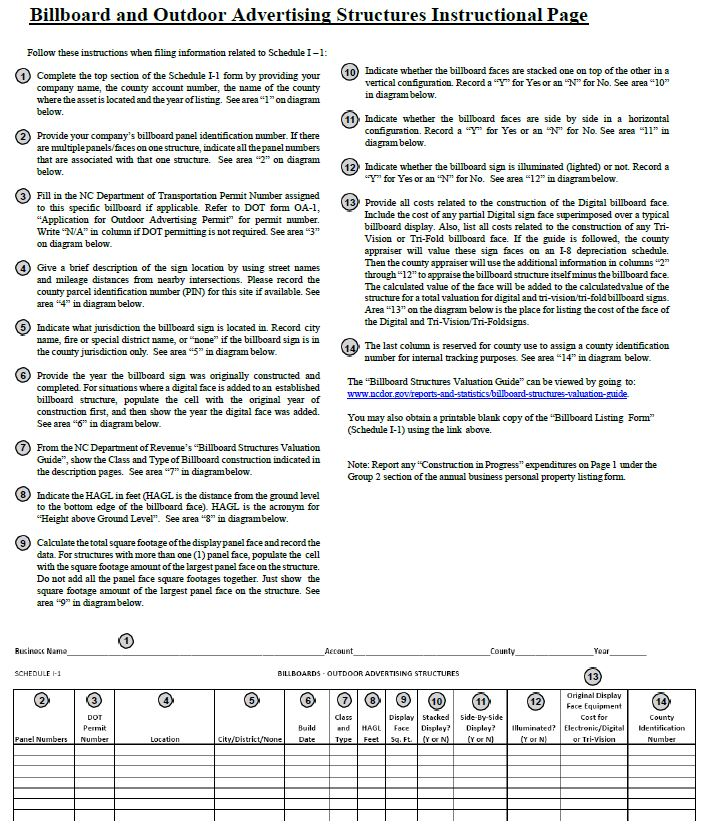 Billboard and Outdoor Advertising Structures Instructional Page
Follow these instructions when filing information related to Schedule I –1:
1 Complete the top section of the Schedule I-1 form by providing your
company name, the county account number, the name of the county
where the asset is located and the year of listing. See area “1” on diagram
below.
2 Provide your company’s billboard panel identification number. If there
are multiple panels/faces on one structure, indicate all the panel numbers
that are associated with that one structure. See area “2” on diagram
below.
3 Fill in the NC Department of Transportation Permit Number assigned
to this specific billboard if applicable. Refer to DOT form OA-1,
“Application for Outdoor Advertising Permit” for permit number.
Write “N/A” in column if DOT permitting is not required. See area “3”
on diagram below.
4 Give a brief description of the sign location by using street names
and mileage distances from nearby intersections. Please record the
county parcel identification number (PIN) for this site if available. See
area “4” in diagram below.
5 Indicate what jurisdiction the billboard sign is located in. Record city
name, fire or special district name, or “none” if the billboard sign is in
the county jurisdiction only. See area “5” in diagram below.
6 Provide the year the billboard sign was originally constructed and
completed. For situations where a digital face is added to an established
billboard structure, populate the cell with the original year of
construction first, and then show the year the digital face was added.
See area “6” in diagram below.
7 From the NC Department of Revenue’s “Billboard Structures Valuation
Guide”, show the Class and Type of Billboard construction indicated in
the description pages. See area “7” in diagram below.
8 Indicate the HAGL in feet (HAGL is the distance from the ground level
to the bottom edge of the billboard face). HAGL is the acronym for
“Height above Ground Level”. See area “8” in diagram below.
9 Calculate the total square footage of the display panel face and record the
data. For structures with more than one (1) panel face, populate the cell
with the square footage amount of the largest panel face on the structure.
Do not add all the panel face square footages together. Just show the
square footage amount of the largest panel face on the structure. See
area “9” in diagram below.
10 Indicate whether the billboard faces are stacked one on top of the other in a
vertical configuration. Record a “Y” for Yes or an “N” for No. See area “10”
in diagram below.
11 Indicate whether the billboard faces are side by side in a horizontal
configuration. Record a “Y” for Yes or an “N” for No. See area “11” in
diagram below.
12 Indicate whether the billboard sign is illuminated (lighted) or not. Record a
“Y” for Yes or an “N” for No. See area “12” in diagram below.
13 Provide all costs related to the construction of the Digital billboard face.
Include the cost of any partial Digital sign face superimposed over a typical
billboard display. Also, list all costs related to the construction of any Tri-
Vision or Tri-Fold billboard face. If the guide is followed, the county
appraiser will value these sign faces on an I-8 depreciation schedule.
Then the county appraiser will use the additional information in columns “2”
through “12” to appraise the billboard structure itself minus the billboard face.
The calculated value of the face will be added to the calculated value of the
structure for a total valuation for digital and tri-vision/tri-fold billboard signs.
Area “13” on the diagram below is the place for listing the cost of the face of
the Digital and Tri-Vision/Tri-Fold signs.
14 The last column is reserved for county use to assign a county identification
number for internal tracking purposes. See area “14” in diagram below.
The “Billboard Structures Valuation Guide” can be viewed by going to:
www.ncdor.gov/reports-and-statistics/billboard-structures-valuation-guide.
You may also obtain a printable blank copy of the “Billboard Listing Form”
(Schedule I-1) using the link above.
Note: Report any “Construction in Progress” expenditures on Page 1 under the
Group 2 section of the annual business personal property listing form.
1
Business Name Account County Year
SCHEDULE I-1 BILLBOARDS - OUTDOOR ADVERTISING STRUCTURES
13
2 3 4 5 6 7 8 9 10 11 12 Original Display 14
Face Equipment
DOT Class Display Stacked Side-By-Side Cost for County
Permit Build and HAGL Face Display? Display? Illuminated? Electronic/Digital Identification
Panel Numbers Number Location City/District/None Date Type Feet Sq. Ft. (Y or N) (Y or N) (Y or N) or Tri-Vision Number